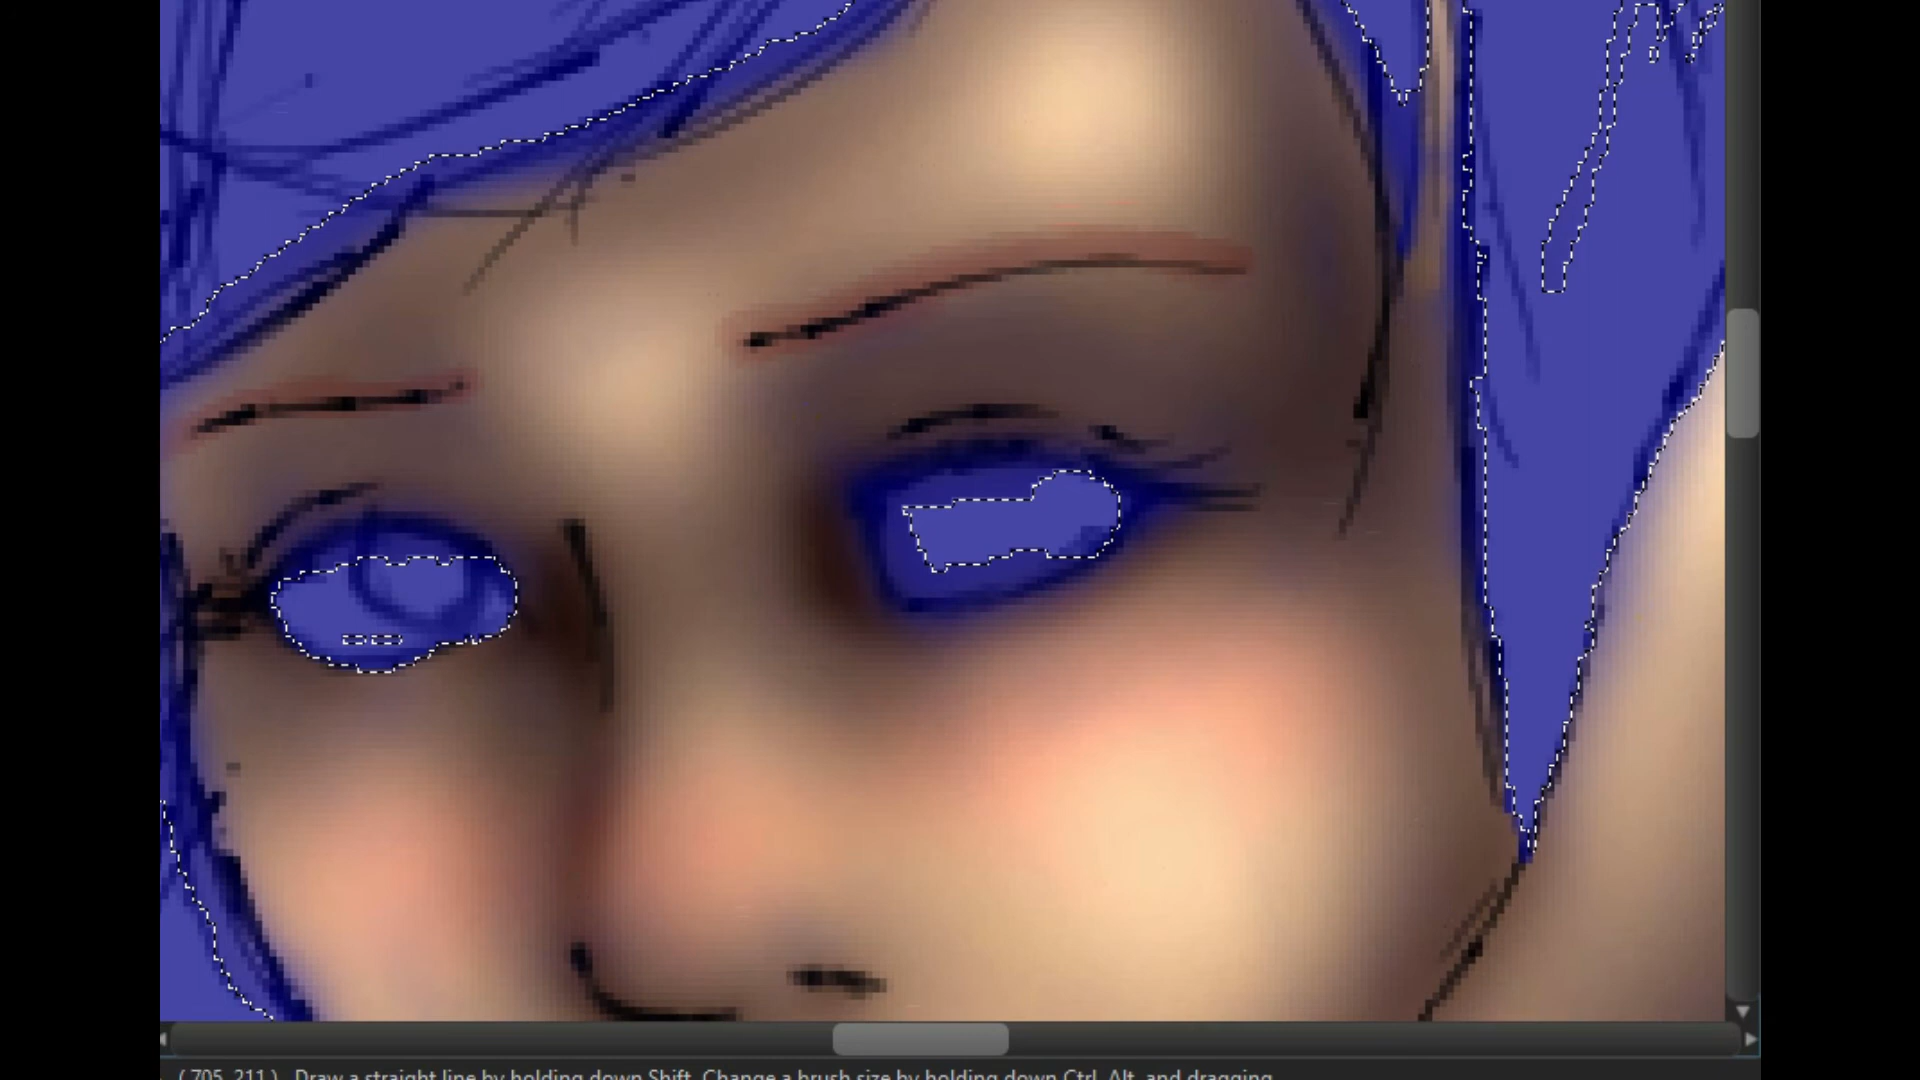 ( 705, 211 ) Draw a straight line by holding down Shift. Change a brush size by holding down Ctrl, Alt, and dragging.